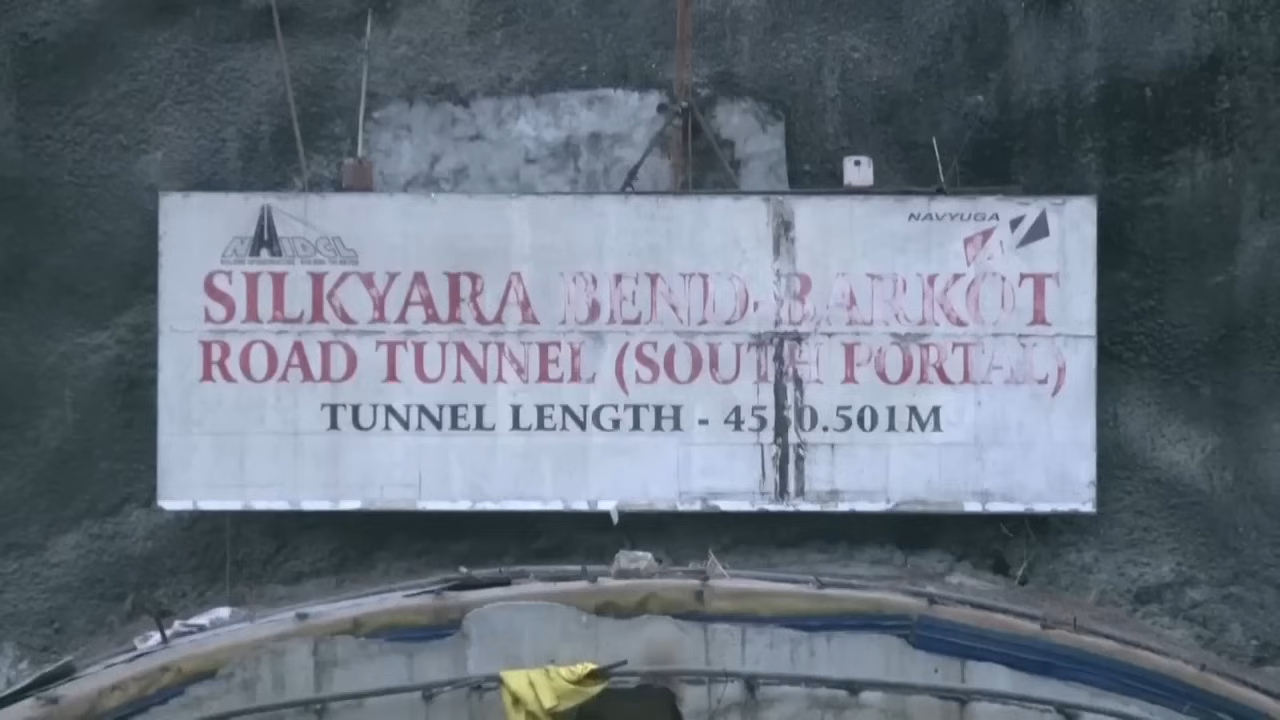 NHIDCL
NAVYUGA
SILKYARA BEND-BARKOT
ROAD TUNNEL (SOUTH PORTAL)
TUNNEL LENGTH -